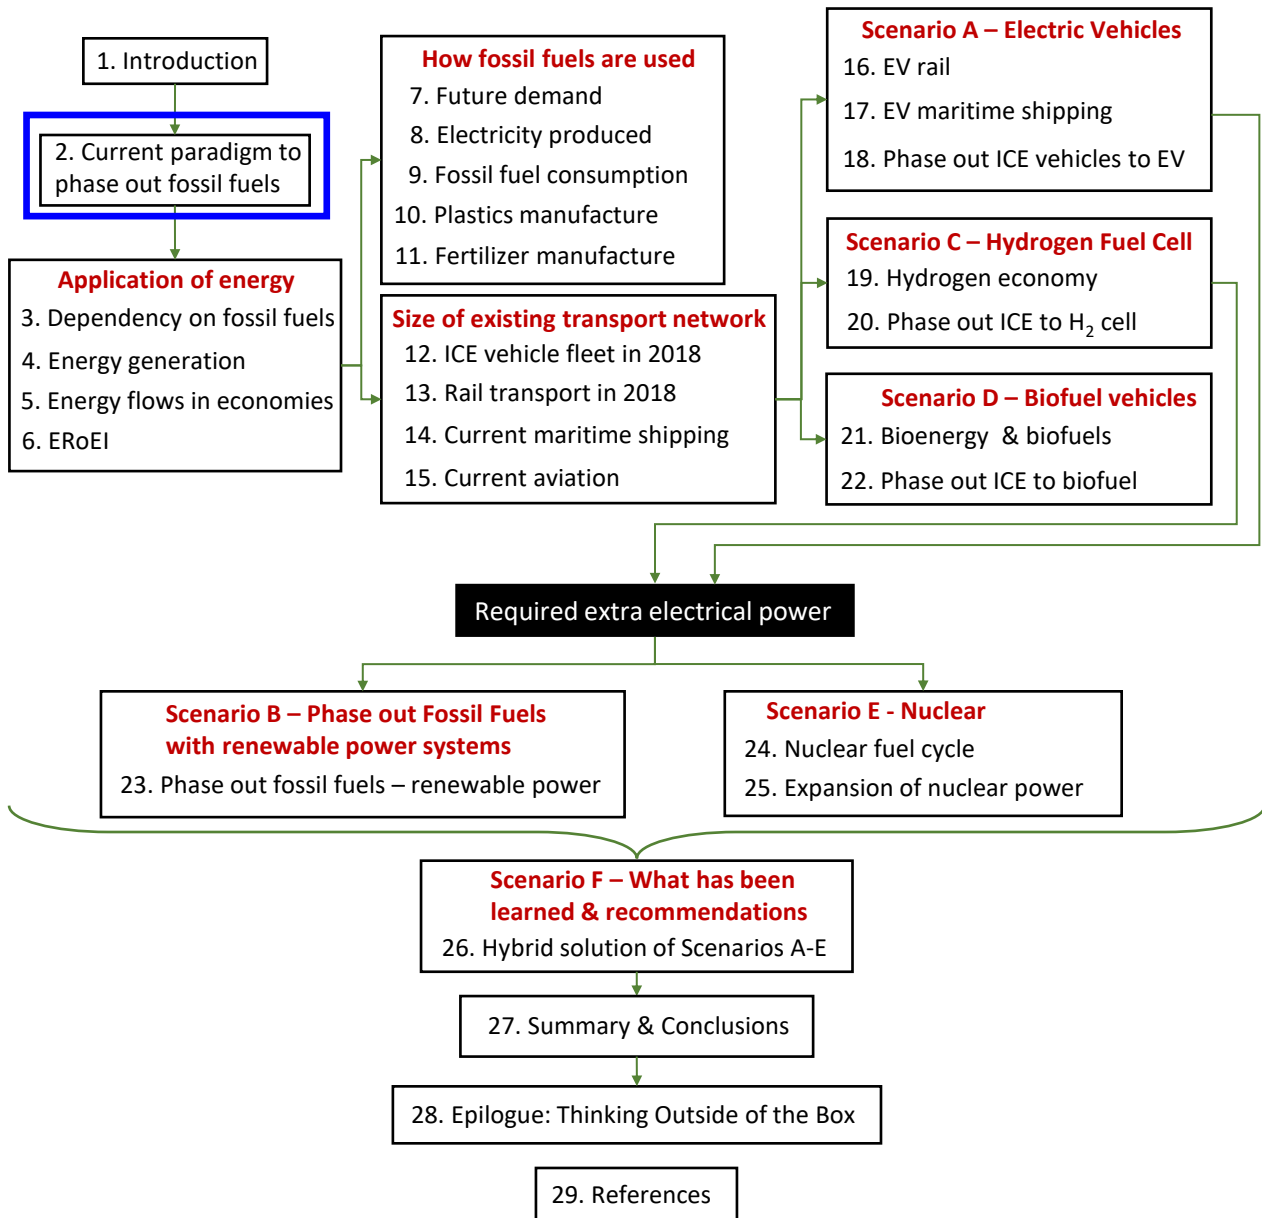 1. Introduction
2. Current paradigm to
phase out fossil fuels
Application of energy
3. Dependency on fossil fuels
4. Energy generation
5. Energy flows in economies
6. ERoEI
How fossil fuels are used
7. Future demand
8. Electricity produced
9. Fossil fuel consumption
10. Plastics manufacture
11. Fertilizer manufacture
Size of existing transport network
12. ICE vehicle fleet in 2018
13. Rail transport in 2018
14. Current maritime shipping
15. Current aviation
Scenario A – Electric Vehicles
16. EV rail
17. EV maritime shipping
18. Phase out ICE vehicles to EV
Scenario C – Hydrogen Fuel Cell
19. Hydrogen economy
20. Phase out ICE to H₂ cell
Scenario D – Biofuel vehicles
21. Bioenergy & biofuels
22. Phase out ICE to biofuel
Required extra electrical power
Scenario B – Phase out Fossil Fuels
with renewable power systems
23. Phase out fossil fuels – renewable power
Scenario E - Nuclear
24. Nuclear fuel cycle
25. Expansion of nuclear power
Scenario F – What has been
learned & recommendations
26. Hybrid solution of Scenarios A-E
27. Summary & Conclusions
28. Epilogue: Thinking Outside of the Box
29. References